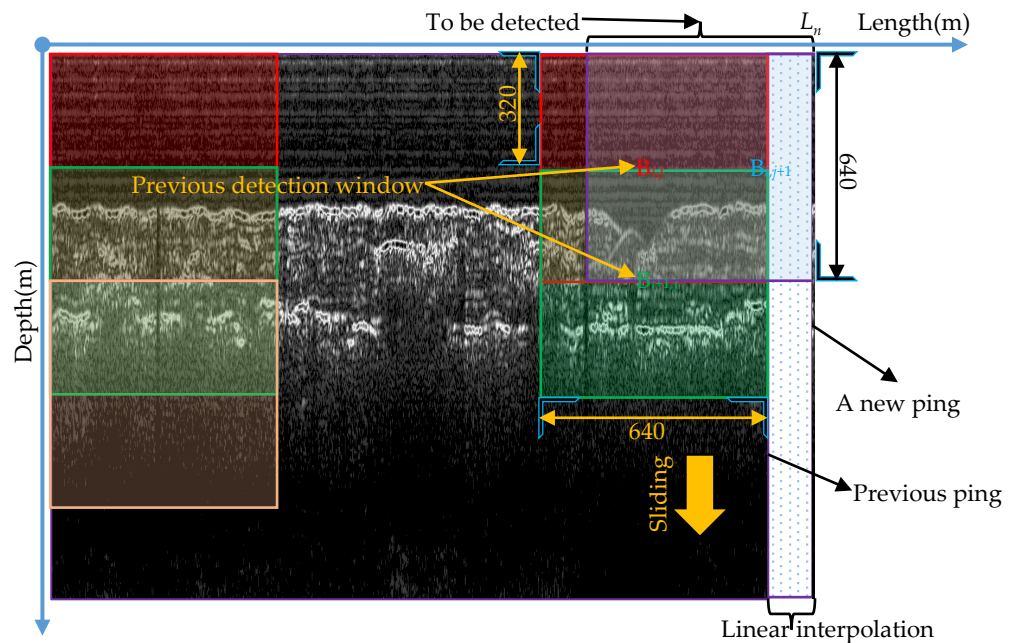 To be detected
Lₙ
Length(m)
320
640
Previous detection window
Depth(m)
A new ping
640
Sliding
Previous ping
Linear interpolation